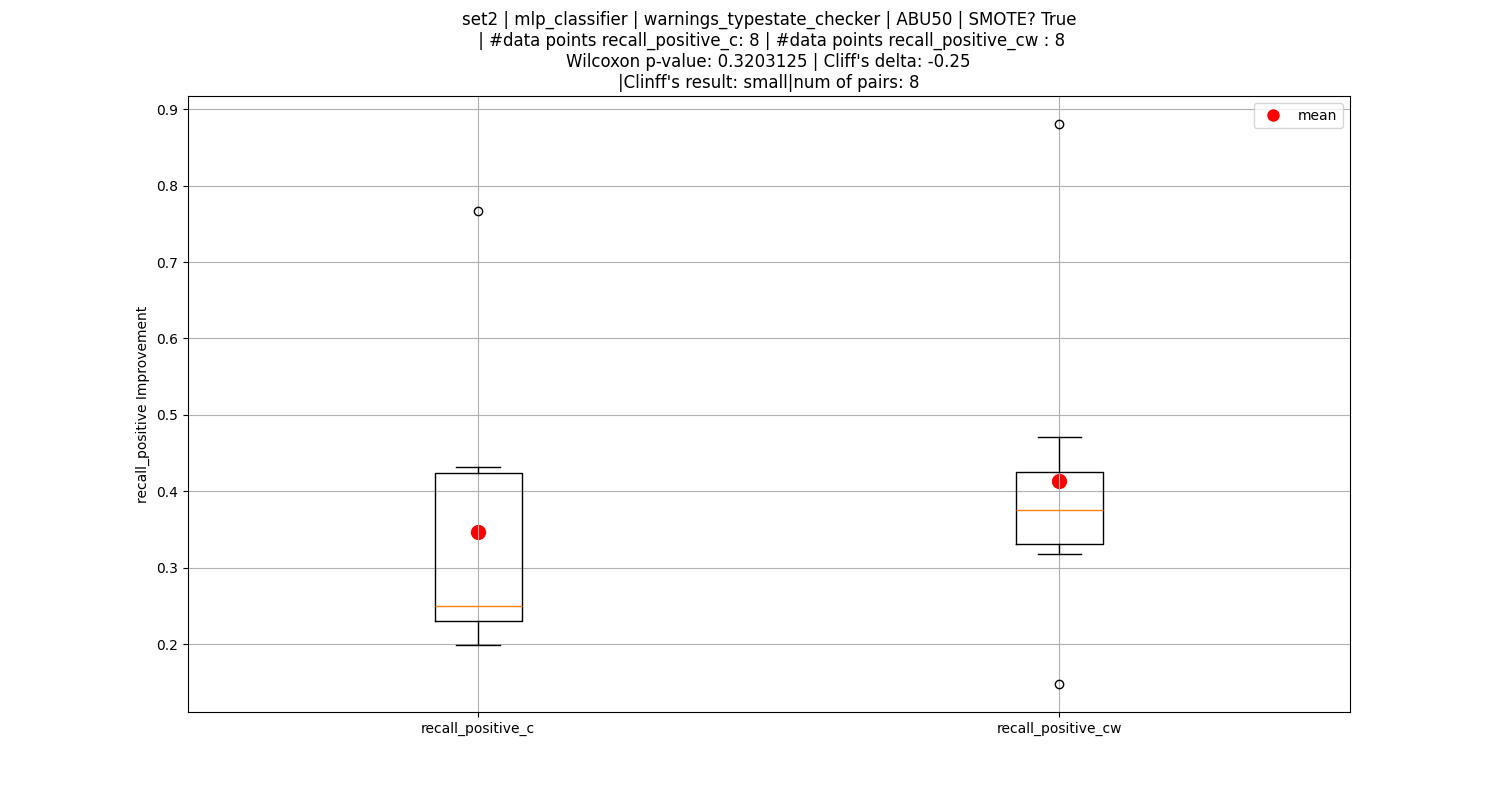 set2 | mlp_classifier | warnings_typestate_checker | ABU50 | SMOTE? True
| #data points recall_positive_c: 8 | #data points recall_positive_cw : 8
Wilcoxon p-value: 0.3203125 | Cliff's delta: -0.25
|Clinff's result: small|num of pairs: 8
mean
0.9
0.8
0.7
0.6
0.5
0.4
0.3
0.2
recall_positive Improvement
recall_positive_c
recall_positive_cw